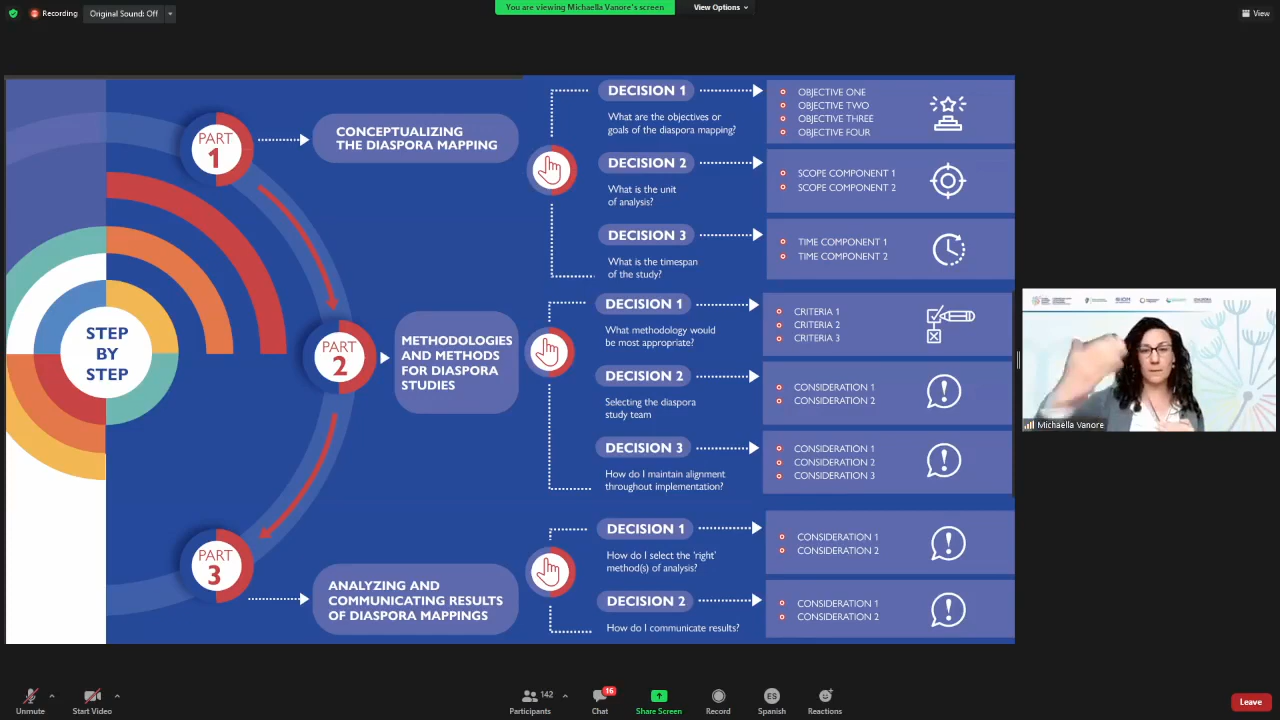 Recording
Original Sound: Off
You are viewing Michaella Vanore's screen
View Options
View
STEP
BY
STEP
PART
1
CONCEPTUALIZING
THE DIASPORA MAPPING
DECISION 1
What are the objectives or
goals of the diaspora mapping?
OBJECTIVE ONE
OBJECTIVE TWO
OBJECTIVE THREE
OBJECTIVE FOUR
DECISION 2
What is the unit
of analysis?
SCOPE COMPONENT 1
SCOPE COMPONENT 2
DECISION 3
What is the timespan
of the study?
TIME COMPONENT 1
TIME COMPONENT 2
PART
2
METHODOLOGIES
AND METHODS
FOR DIASPORA
STUDIES
DECISION 1
What methodology would
be most appropriate?
CRITERIA 1
CRITERIA 2
CRITERIA 3
DECISION 2
Selecting the diaspora
study team
CONSIDERATION 1
CONSIDERATION 2
DECISION 3
How do I maintain alignment
throughout implementation?
CONSIDERATION 1
CONSIDERATION 2
CONSIDERATION 3
PART
3
ANALYZING AND
COMMUNICATING RESULTS
OF DIASPORA MAPPINGS
DECISION 1
How do I select the 'right'
method(s) of analysis?
CONSIDERATION 1
CONSIDERATION 2
DECISION 2
How do I communicate results?
CONSIDERATION 1
CONSIDERATION 2
Michaella Vanore
Unmute
Start Video
142
Participants
16
Chat
Share Screen
Record
ES
Spanish
Reactions
Leave